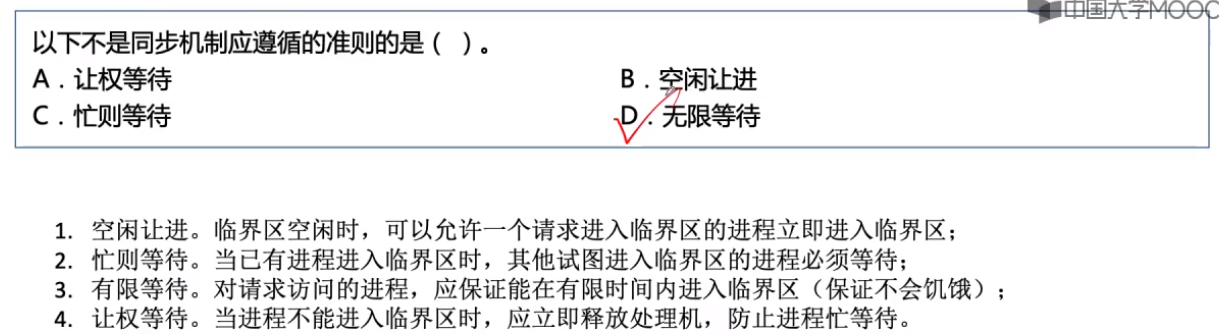 中国大学MOOC
以下不是同步机制应遵循的准则的是（ ）。
A．让权等待 B．空闲让进
C．忙则等待 D．无限等待
1. 空闲让进。临界区空闲时，可以允许一个请求进入临界区的进程立即进入临界区；
2. 忙则等待。当已有进程进入临界区时，其他试图进入临界区的进程必须等待；
3. 有限等待。对请求访问的进程，应保证能在有限时间内进入临界区（保证不会饥饿）；
4. 让权等待。当进程不能进入临界区时，应立即释放处理机，防止进程忙等待。